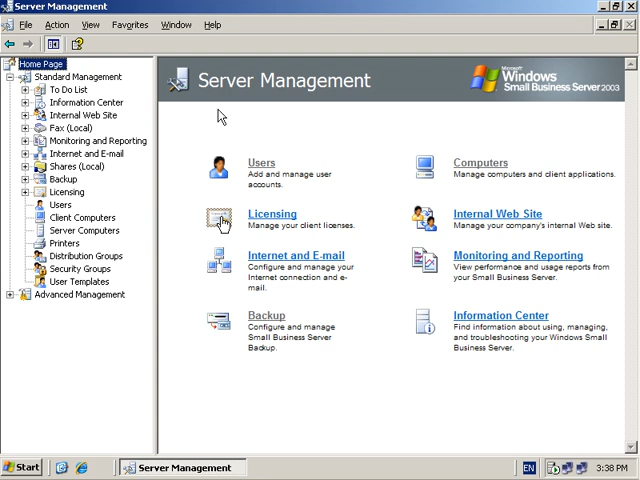 Server Management
File Action View Favorites Window Help
Home Page
Standard Management
To Do List
Information Center
Internal Web Site
Fax (Local)
Monitoring and Reporting
Internet and E-mail
Shares (Local)
Backup
Licensing
Users
Client Computers
Server Computers
Printers
Distribution Groups
Security Groups
User Templates
Advanced Management
Server Management
Microsoft
Windows
Small Business Server 2003
Users
Add and manage user
accounts.
Computers
Manage computers and client applications.
Licensing
Manage your client licenses.
Internal Web Site
Manage your company's internal Web site.
Internet and E-mail
Configure and manage your
Internet connection and e-
mail.
Monitoring and Reporting
View performance and usage reports from
your Small Business Server.
Backup
Configure and manage
Small Business Server
Backup.
Information Center
Find information about using, managing,
and troubleshooting your Windows Small
Business Server.
Start
Server Management
EN
3:38 PM